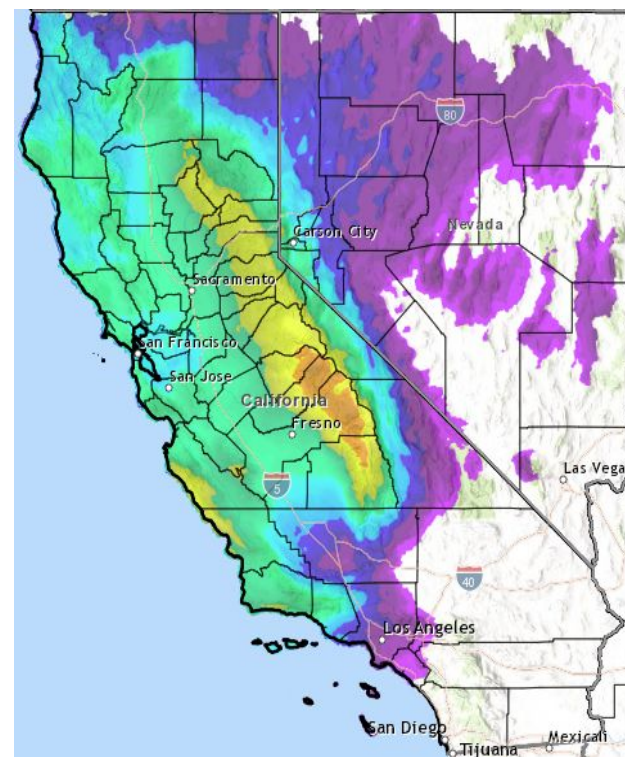 80
Nevada
Carson City
Sacramento
San Francisco
San Jose
California
Fresno
5
Las Vega
40
Los Angeles
San Diego
Mexicali
Tijuana